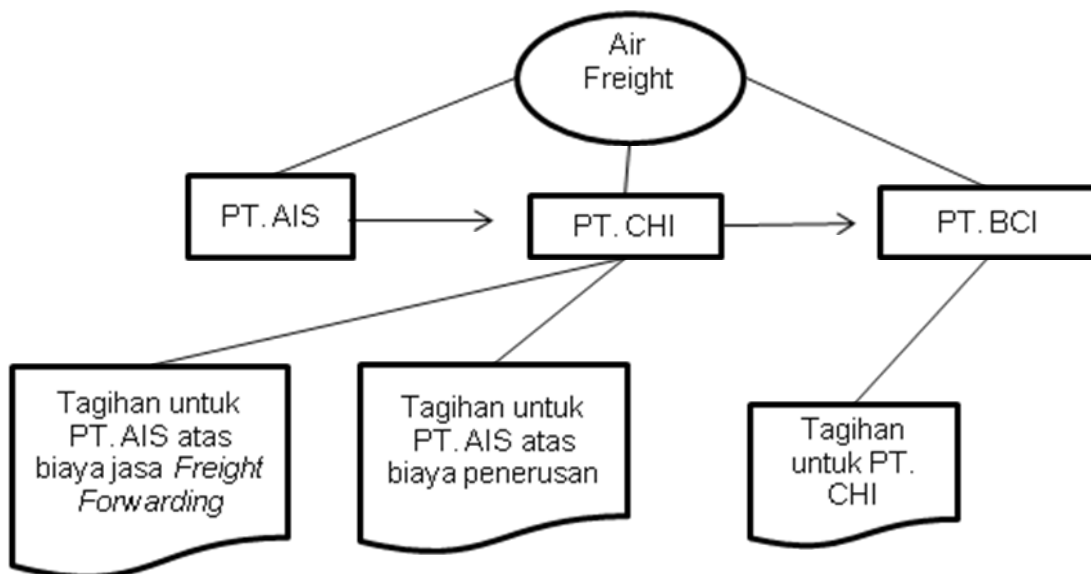 Air
Freight
PT. AIS
PT. CHI
PT. BCI
Tagihan untuk
PT. AIS atas
biaya jasa Freight
Forwarding
Tagihan untuk
PT. AIS atas
biaya penerusan
Tagihan
untuk PT.
CHI